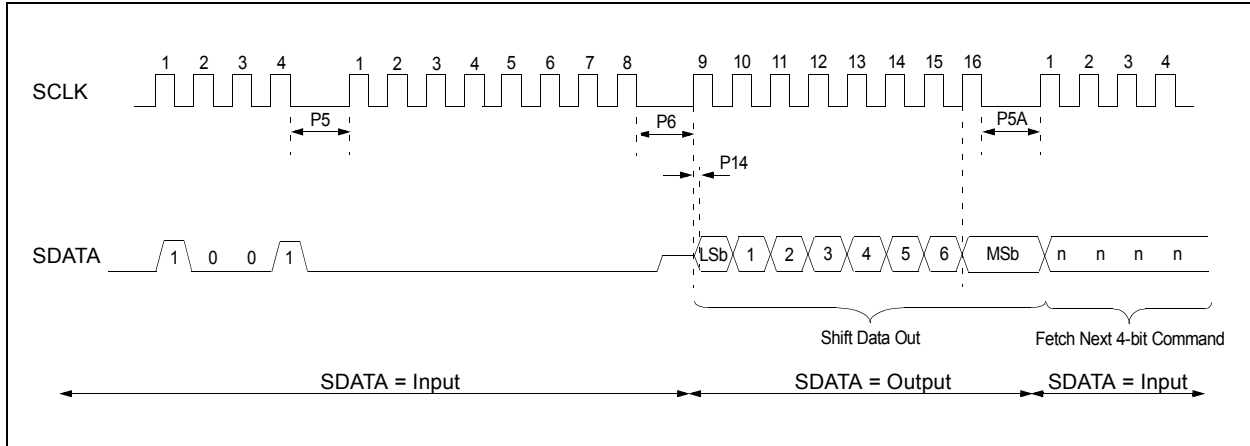 1 2 3 4 1 2 3 4 5 6 7 8 9 10 11 12 13 14 15 16 1 2 3 4
SCLK
P5 P6 P5A
P14
SDATA 1 0 0 1 LSb 1 2 3 4 5 6 MSb n n n n
Shift Data Out Fetch Next 4-bit Command
SDATA = Input SDATA = Output SDATA = Input